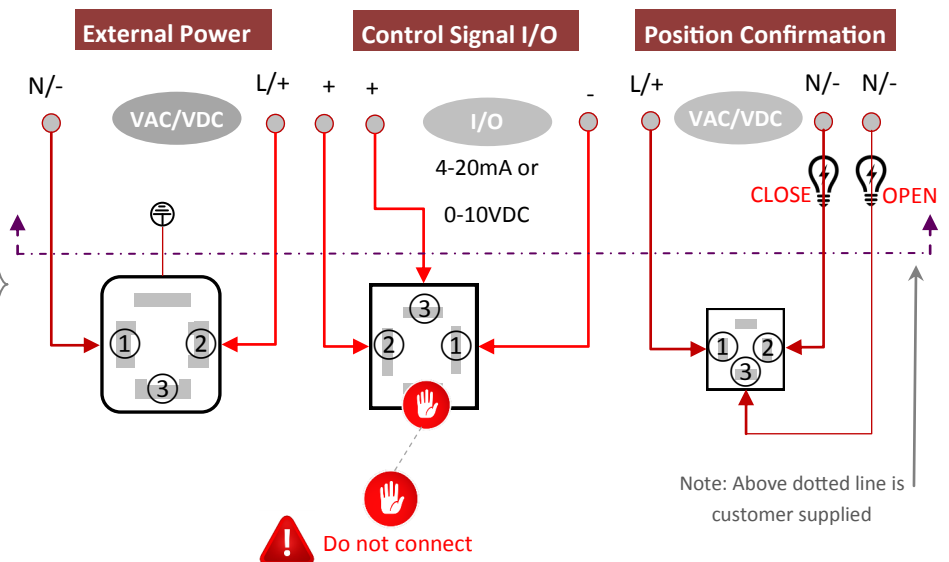 External Power
Control Signal I/O
Position Confirmation
N/-
L/+
+
+
-
L/+
N/-
N/-
VAC/VDC
I/O
VAC/VDC
4-20mA or
0-10VDC
CLOSE
OPEN
1
2
3
3
2
1
1
2
3
Note: Above dotted line is
customer supplied
! Do not connect